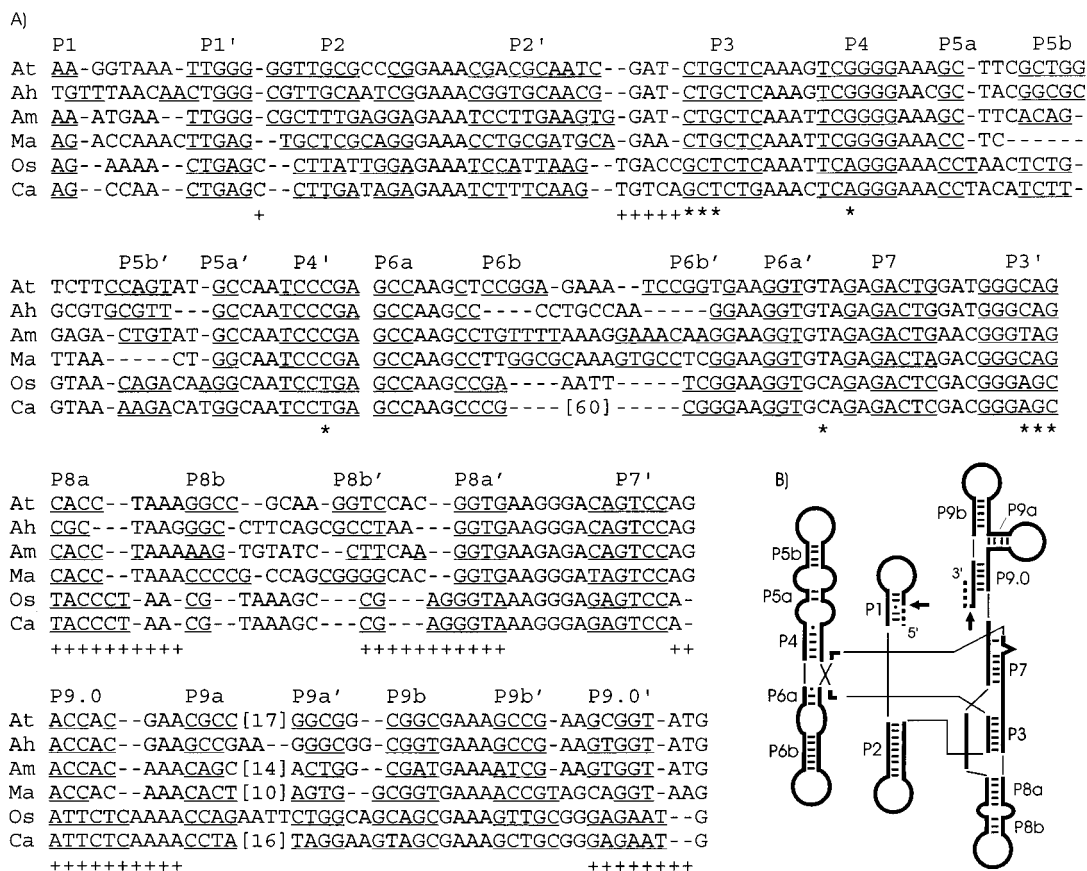 A)
P1 P1' P2 P2' P3 P4 P5a P5b
At AA-GGTAAA-TTGGG-GGTTGCGCCCGGAAACGACGCAATC--GAT-CTGCTCAAAGTCGGGGAAAGC-TTCGCTGG
Ah TGTTTAACAACTGGG-CGTTGCAATCGGAAACGGTGCAACG--GAT-CTGCTCAAAGTCGGGGAACGC-TACGGCGC
Am AA-ATGAA--TTGGGCGCTTTGAGGAGAAATCCTTGAAGTG-GAT-CTGCTCAAATTCGGGGAAAGC-TTCACAG-
Ma AG-ACCAAACTTGAG-TGCTCGCAGGGAAACCTGCGATGCA-GAA-CTGCTCAAATTCGGGGAAACC-TC------
Os AG--AAAA--CTGAGC-CTTATTGGAGAAATCCATTAAG--TGACCGCTCTCAAATTCAGGGAAACCTAACTCTG-
Ca AG--CCAA--CTGAGC-CTTGATAGAGAAATCTTTCAAG--TGTCAGCTCTGAAACTCAGGGAAACCTACATCTT-
+ +++++*** *
P5b' P5a' P4' P6a P6b P6b' P6a' P7 P3'
At TCTTCCAGTAT-GCCAATCCCGA GCCAAGCTCCGGA-GAAA--TCCGGTGAAGGTGTAGAGACTGGATGGGCAG
Ah GCGTGCGTT---GCCAATCCCGA GCCAAGCC----CCTGCCAA-----GGAAGGTGTAGAGACTGGATGGGCAG
Am GAGA-CTGTAT-GCCAATCCCGA GCCAAGCCTGTTTTAAAGGAAACAAGGAAGGTGTAGAGACTGAACGGGTAG
Ma TTAA-----CT-GGCAATCCCGA GCCAAGCTTGGCGCAAAGTGCCTCGGAAGGTGTAGAGACTAGACGGGCAG
Os GTAA-CAGACAAGGCAATCCTGA GCCAAGCCGA----AATT-----TCGGAAGGTGCAGAGACTCGACGGGAGC
Ca GTAA-AAGACATGGCAATCCTGA GCCAAGCCCG----[60]-----CGGGAAGGTGCAGAGACTCGACGGGAGC
* * ***
P8a P8b P8b' P8a' P7'
At CACC--TAAAGGCC-GCAA-GGTCCAC--GGTGAAGGGACAGTCCAG
Ah CGC--TAAGGGC-CTTCAGCGCCTAA---GGTGAAGGGACAGTCCAG
Am CACC--TAAAAAAG-TGTATC--CTTCAA-GGTGAAGAGACAGTCCAG
Ma CACC--TAAACCCCG-CCAGCGGGGCAC-GGTGAAGGGATAGTCCAG
Os TACCCT-AA-CG--TAAAGC---CG--AGGGTAAAGGGAGAGTCCA-
Ca TACCCT-AA-CG--TAAAGC---CG--AGGGTAAAGGGAGAGTCCA-
++++++++++ +++++++++++ ++
P9.0 P9a P9a' P9b P9b' P9.0'
At ACCAC-GAACGCC[17]GGCGG--CGGCGAAAGCCG-AAGCGGT-ATG
Ah ACCAC-GAAGCCGAA--GGGCGG-CGGTGAAAGCCG-AAGTGGT-ATG
Am ACCAC-AAACAGC[14]ACTGG--CGATGAAAATCG-AAGTGGT-ATG
Ma ACCAC-AAACACT[10]AGTG--GCGGTGAAAACCGTAGCAGGT-AAG
Os ATTCTCAAAACCAGAATTCTGGCAGCAGCGAAAGTTGCGGGAGAAT--G
Ca ATTCTCAAAACCTA[16]TAGGAAGTAGCGAAAGCTGCGGGAGAAT--G
++++++++++ ++++++++
B)
P5b
P5a
P4
P6a
P6b
P1
5'
P2
P9b
P9a
3'
P9.0
P7
P3
P8a
P8b